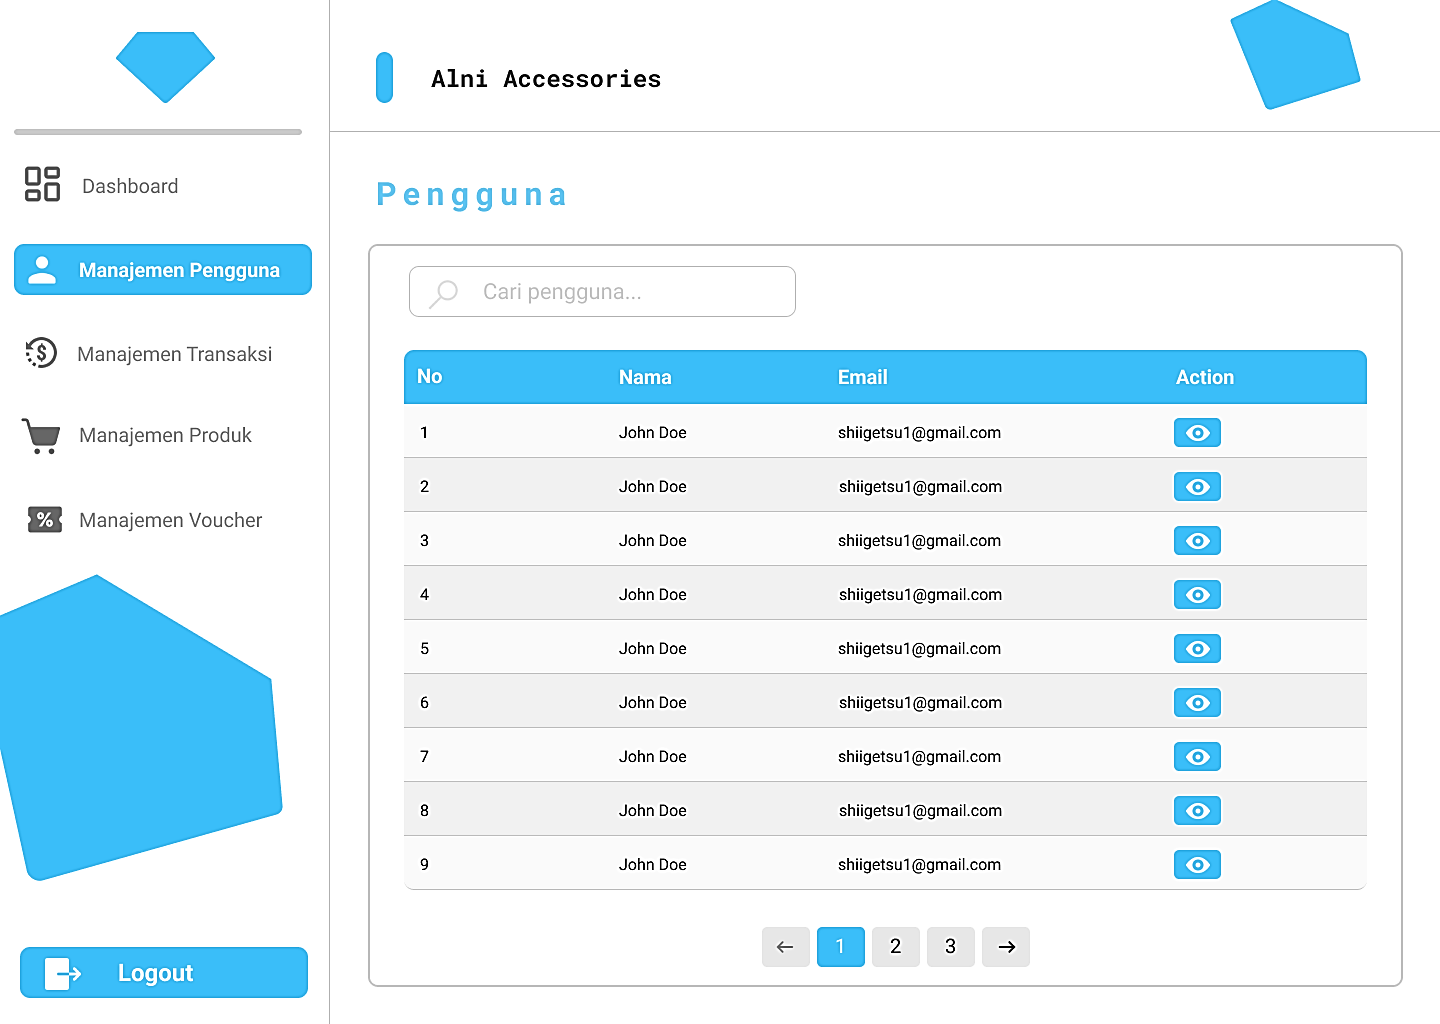 Alni Accessories
Dashboard
Manajemen Pengguna
Manajemen Transaksi
Manajemen Produk
Manajemen Voucher
Logout
Pengguna
Cari pengguna...
No Nama Email Action
1 John Doe shiigetsu1@gmail.com
2 John Doe shiigetsu1@gmail.com
3 John Doe shiigetsu1@gmail.com
4 John Doe shiigetsu1@gmail.com
5 John Doe shiigetsu1@gmail.com
6 John Doe shiigetsu1@gmail.com
7 John Doe shiigetsu1@gmail.com
8 John Doe shiigetsu1@gmail.com
9 John Doe shiigetsu1@gmail.com
← 1 2 3 →